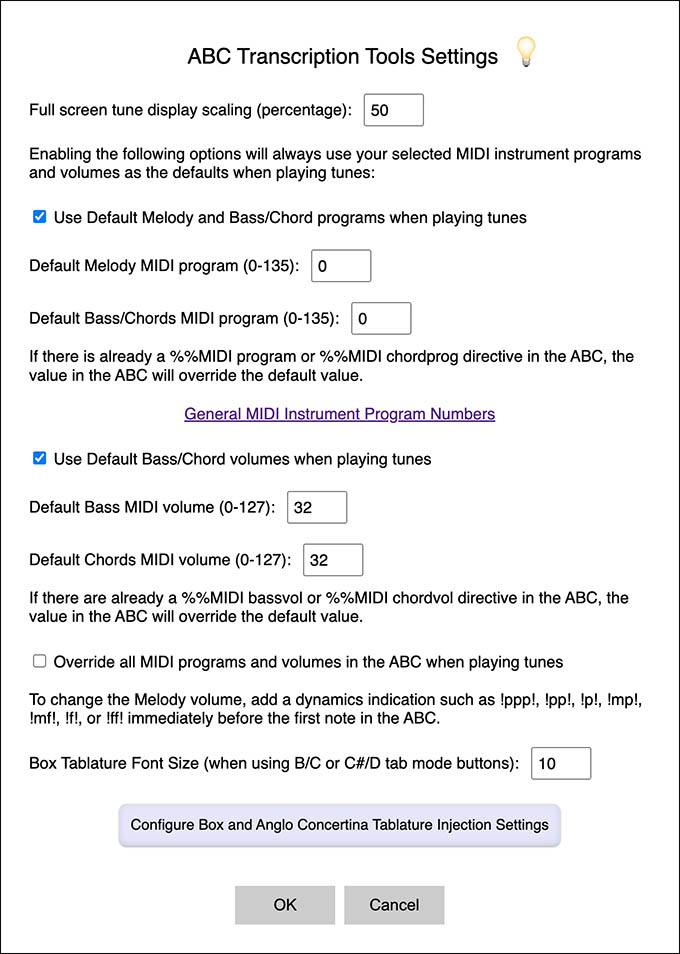 ABC Transcription Tools Settings
Full screen tune display scaling (percentage): 50
Enabling the following options will always use your selected MIDI instrument programs
and volumes as the defaults when playing tunes:
Use Default Melody and Bass/Chord programs when playing tunes
Default Melody MIDI program (0-135): 0
Default Bass/Chords MIDI program (0-135): 0
If there is already a %%MIDI program or %%MIDI chordprog directive in the ABC, the
value in the ABC will override the default value.
General MIDI Instrument Program Numbers
Use Default Bass/Chord volumes when playing tunes
Default Bass MIDI volume (0-127): 32
Default Chords MIDI volume (0-127): 32
If there are already a %%MIDI bassvol or %%MIDI chordvol directive in the ABC, the
value in the ABC will override the default value.
Override all MIDI programs and volumes in the ABC when playing tunes
To change the Melody volume, add a dynamics indication such as !ppp!, !pp!, !p!, !mp!,
!mf!, !f!, or !ff! immediately before the first note in the ABC.
Box Tablature Font Size (when using B/C or C#/D tab mode buttons): 10
Configure Box and Anglo Concertina Tablature Injection Settings
OK Cancel